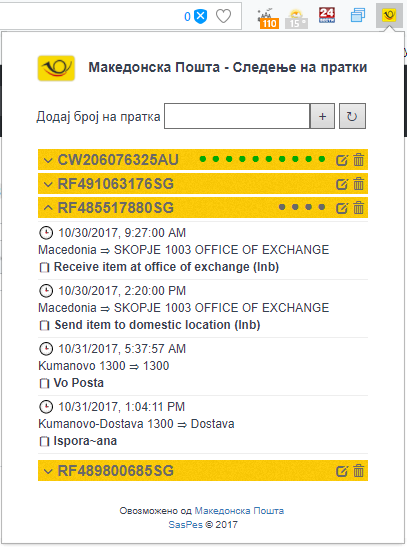 0
110
15°
24
ВЕСТИ
Македонска Пошта - Следење на пратки
Додај број на пратка
+
↻
CW206076325AU
RF491063176SG
RF485517880SG
10/30/2017, 9:27:00 AM
Macedonia ⇒ SKOPJE 1003 OFFICE OF EXCHANGE
Receive item at office of exchange (Inb)
10/30/2017, 2:20:00 PM
Macedonia ⇒ SKOPJE 1003 OFFICE OF EXCHANGE
Send item to domestic location (Inb)
10/31/2017, 5:37:57 AM
Kumanovo 1300 ⇒ 1300
Vo Posta
10/31/2017, 1:04:11 PM
Kumanovo-Dostava 1300 ⇒ Dostava
Ispora~ana
RF489800685SG
Овозможено од Македонска Пошта
SasPes © 2017